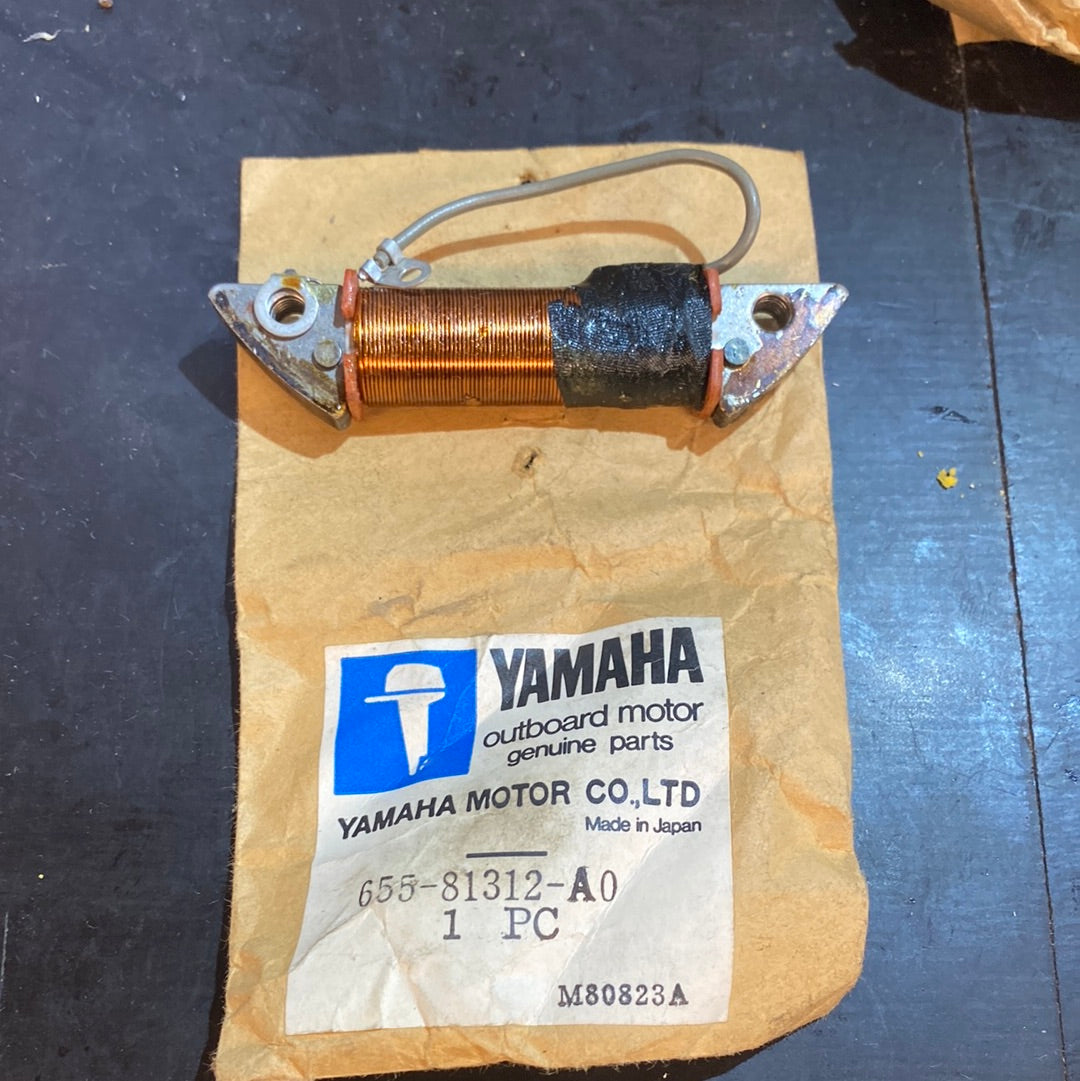 YAMAHA
outboard motor
genuine parts
YAMAHA MOTOR CO.,LTD
Made in Japan
655-81312-A0
1 PC
M80823A